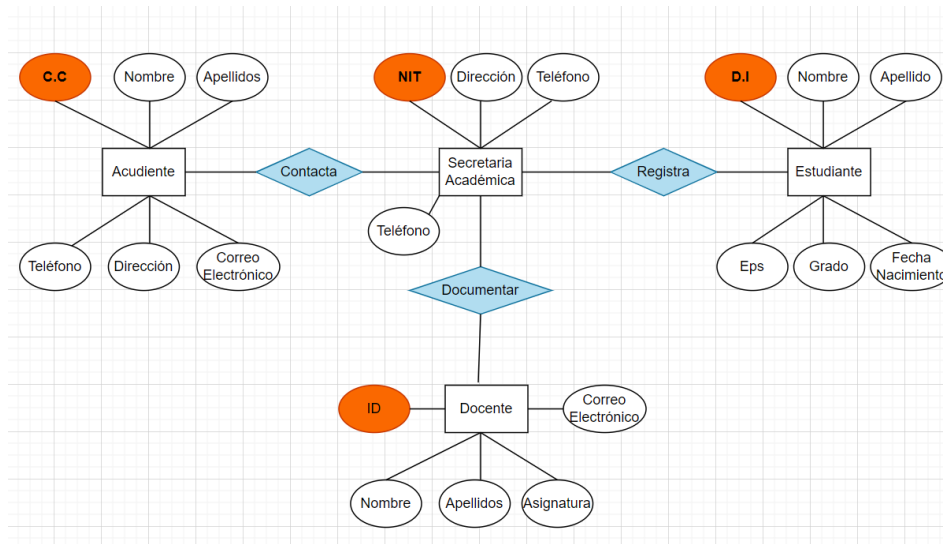 C.C
Nombre
Apellidos
NIT
Dirección
Teléfono
D.I
Nombre
Apellido
Acudiente
Contacta
Secretaria
Académica
Registra
Estudiante
Teléfono
Teléfono
Dirección
Correo
Electrónico
Eps
Grado
Fecha
Nacimiento
Documentar
ID
Docente
Correo
Electrónico
Nombre
Apellidos
Asignatura